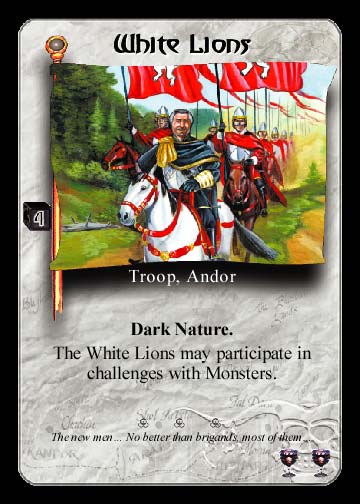 White Lions
4
Troop, Andor
Dark Nature.
The White Lions may participate in
challenges with Monsters.
The new men... No better than brigands, most of them...
KANDOR